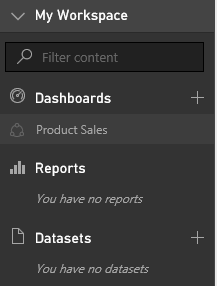 My Workspace
Filter content
Dashboards
Product Sales
Reports
You have no reports
Datasets
You have no datasets